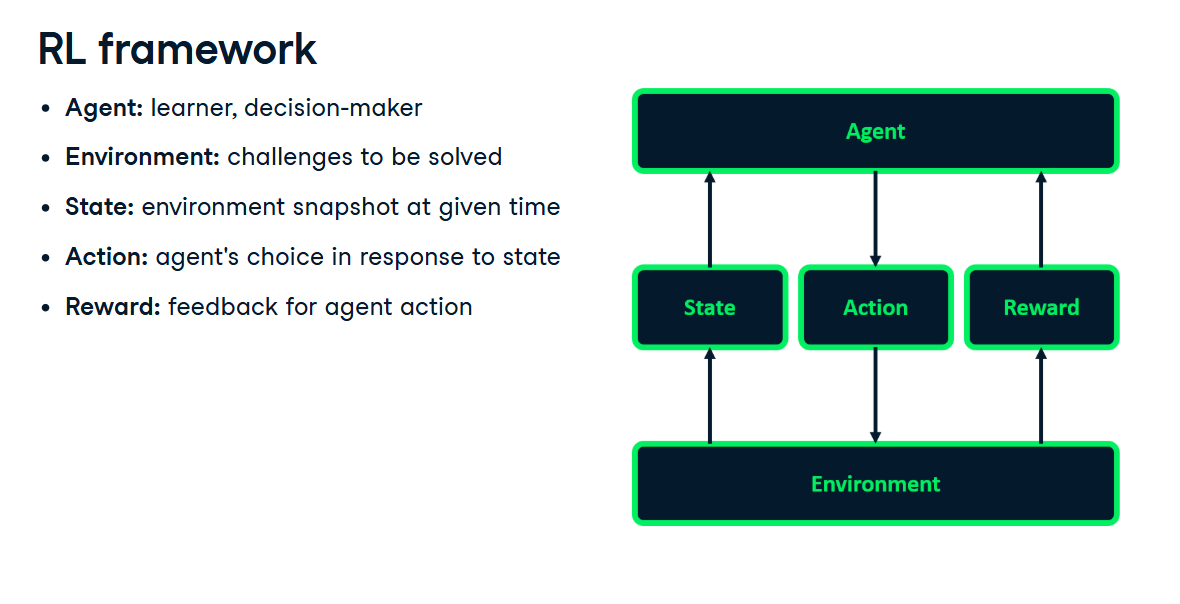 RL framework
• Agent: learner, decision-maker
• Environment: challenges to be solved
• State: environment snapshot at given time
• Action: agent's choice in response to state
• Reward: feedback for agent action
Agent
State
Action
Reward
Environment